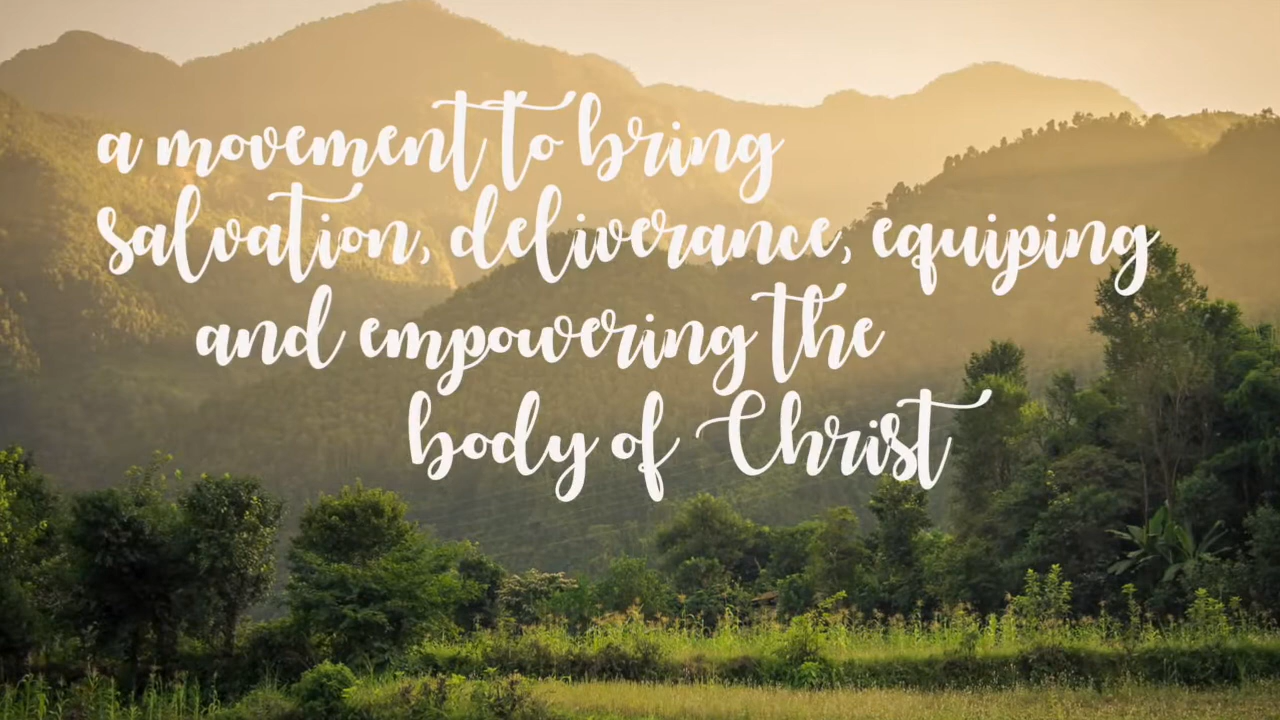 a movement to bring
salvation, deliverance, equiping
and empowering the
body of Christ